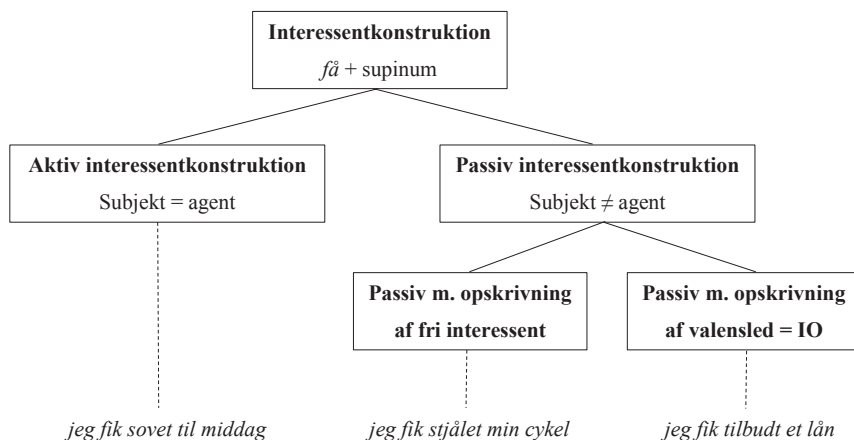 Interessentkonstruktion
få + supinum
Aktiv interessentkonstruktion
Subjekt = agent
Passiv interessentkonstruktion
Subjekt ≠ agent
Passiv m. opskrivning
af fri interessent
Passiv m. opskrivning
af valensled = IO
jeg fik sovet til middag
jeg fik stjålet min cykel
jeg fik tilbudt et lån